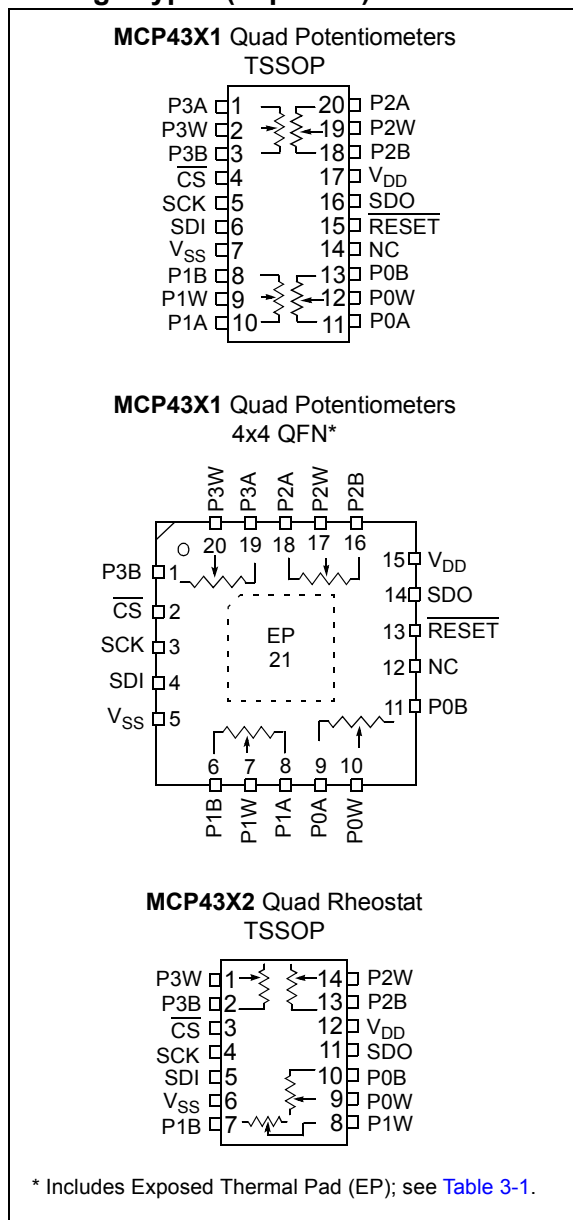 MCP43X1 Quad Potentiometers
TSSOP
P3A 1 20 P2A
P3W 2 19 P2W
P3B 3 18 P2B
CS 4 17 VDD
SCK 5 16 SDO
SDI 6 15 RESET
VSS 7 14 NC
P1B 8 13 P0B
P1W 9 12 P0W
P1A 10 11 P0A
MCP43X1 Quad Potentiometers
4x4 QFN*
P3W P3A P2A P2W P2B
20 19 18 17 16
P3B 1 15 VDD
CS 2 14 SDO
SCK 3 EP 13 RESET
SDI 4 21 12 NC
VSS 5 11 P0B
6 7 8 9 10
P1B P1W P1A P0A P0W
MCP43X2 Quad Rheostat
TSSOP
P3W 1 14 P2W
P3B 2 13 P2B
CS 3 12 VDD
SCK 4 11 SDO
SDI 5 10 P0B
VSS 6 9 P0W
P1B 7 8 P1W
* Includes Exposed Thermal Pad (EP); see Table 3-1.